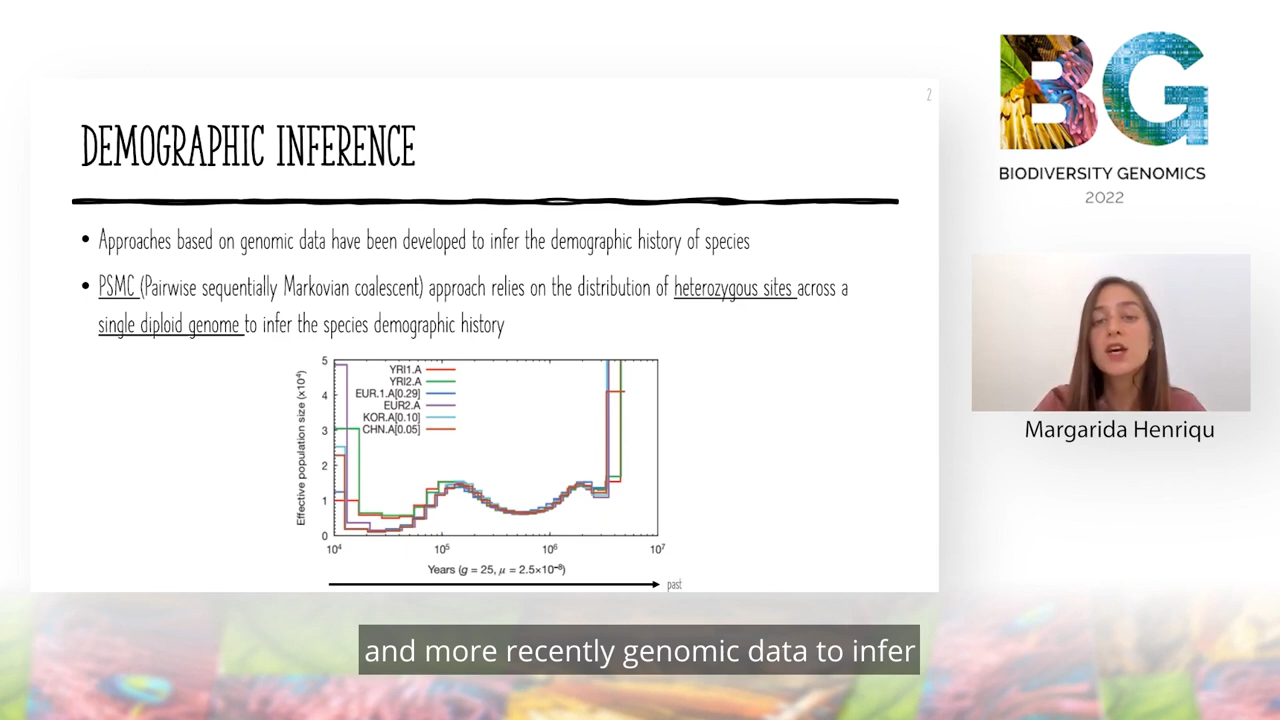 2
DEMOGRAPHIC INFERENCE
• Approaches based on genomic data have been developed to infer the demographic history of species
• PSMC (Pairwise sequentially Markovian coalescent) approach relies on the distribution of heterozygous sites across a
single diploid genome to infer the species demographic history
Effective population size (x10⁴)
5
4
3
2
1
0
YRI1.A
YRI2.A
EUR.1.A[0.29]
EUR2.A
KOR.A[0.10]
CHN.A[0.05]
10⁴ 10⁵ 10⁶ 10⁷
Years (g = 25, μ = 2.5×10⁻⁸)
past
BG
BIODIVERSITY GENOMICS
2022
Margarida Henriqu
and more recently genomic data to infer